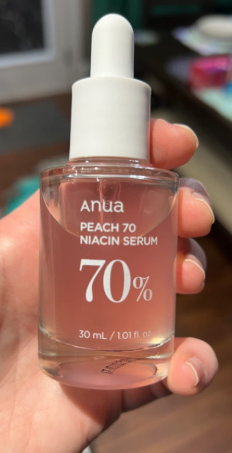 Anua
PEACH 70
NIACIN SERUM
70%
30 mL / 1.01 fl. oz